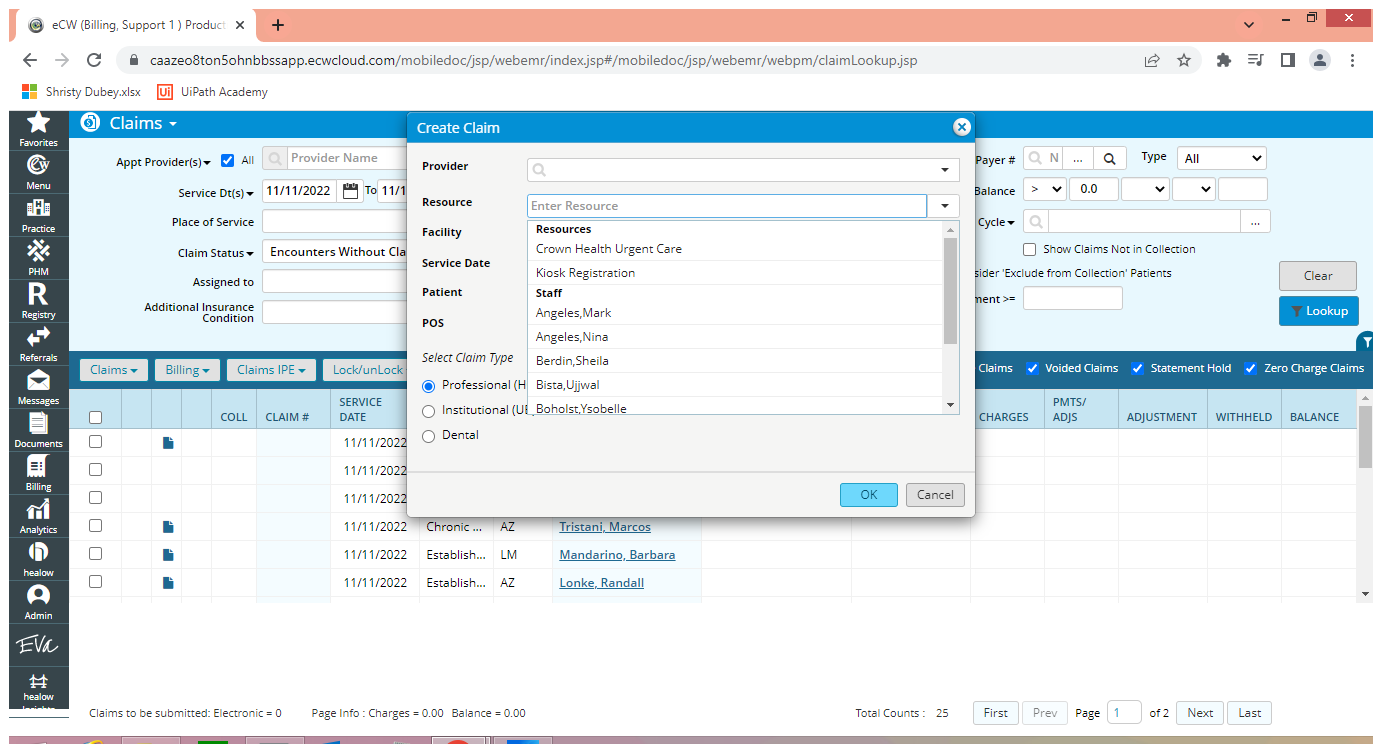 eCW (Billing, Support 1 ) Product
caazeo8ton5ohnbbssapp.ecwcloud.com/mobiledoc/jsp/webemr/index.jsp#/mobiledoc/jsp/webemr/webpm/claimLookup.jsp
Shristy Dubey.xlsx Ui UiPath Academy
Favorites
Menu
Practice
PHM
R
Registry
Referrals
Messages
Documents
Billing
Analytics
healow
Admin
EVa
healow
Claims
Appt Provider(s) All Provider Name
Service Dt(s) 11/11/2022 To 11/1
Place of Service
Claim Status Encounters Without Cla
Assigned to
Additional Insurance
Condition
Create Claim
Provider
Resource Enter Resource
Facility
Service Date
Patient
POS
Select Claim Type
Professional (H
Institutional (UB
Dental
Resources
Crown Health Urgent Care
Kiosk Registration
Staff
Angeles,Mark
Angeles,Nina
Berdin,Sheila
Bista,Ujjwal
Boholst,Ysobelle
OK Cancel
Payer # N ... Type All
Balance > 0.0
Cycle ...
Show Claims Not in Collection
sider 'Exclude from Collection' Patients
ment >=
Clear
Lookup
Claims Billing Claims IPE Lock/unLock
Claims Voided Claims Statement Hold Zero Charge Claims
COLL CLAIM # SERVICE DATE CHARGES PMTS/ ADJS ADJUSTMENT WITHHELD BALANCE
11/11/2022
11/11/2022
11/11/2022
11/11/2022 Chronic ... AZ Tristani, Marcos
11/11/2022 Establish... LM Mandarino, Barbara
11/11/2022 Establish... AZ Lonke, Randall
Claims to be submitted: Electronic = 0 Page Info : Charges = 0.00 Balance = 0.00 Total Counts : 25 First Prev Page 1 of 2 Next Last